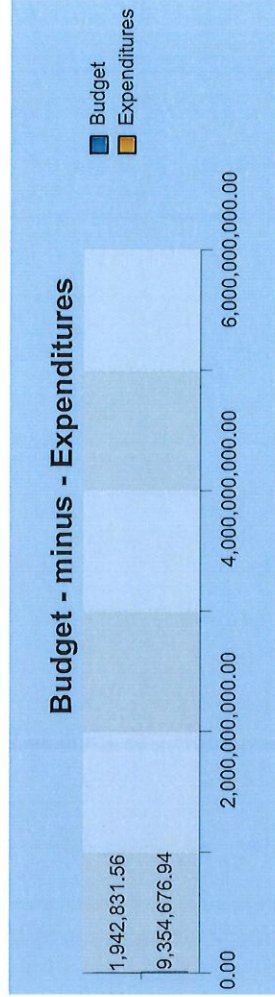 Budget - minus - Expenditures
Budget
Expenditures
1,942,831.56
9,354,676.94
0.00
2,000,000,000.00
4,000,000,000.00
6,000,000,000.00